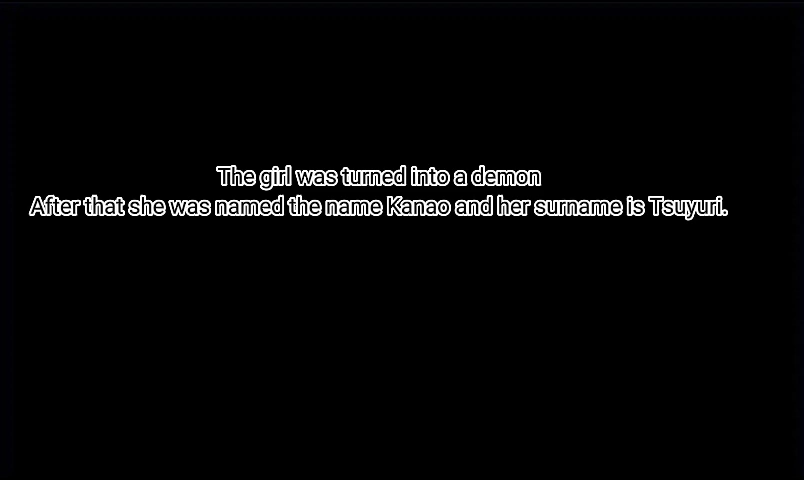 The girl was turned into a demon
After that she was named the name Kanao and her surname is Tsuyuri.